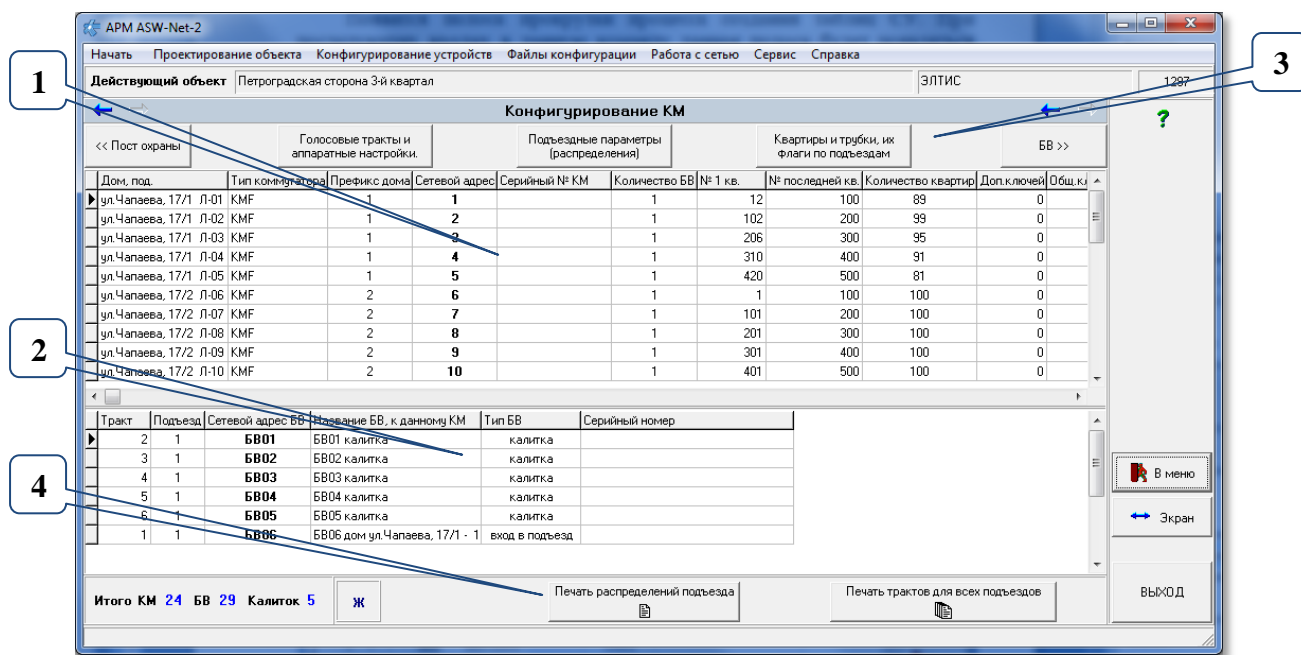 АРМ ASW-Net-2
Начать Проектирование объекта Конфигурирование устройств Файлы конфигурации Работа с сетью Сервис Справка
Действующий объект Петроградская сторона 3-й квартал ЭЛТИС 1297
1
3
Конфигурирование КМ
?
<< Пост охраны
Голосовые тракты и
аппаратные настройки.
Подъездные параметры
(распределения)
Квартиры и трубки, их
флаги по подъездам
БВ >>
Дом, под. Тип коммутатора Префикс дома Сетевой адрес Серийный № КМ Количество БВ № 1 кв. № последней кв. Количество квартир Доп.ключей Общ.кл
ул.Чапаева, 17/1 Л-01 KMF 1 1 1 12 100 89 0
ул.Чапаева, 17/1 Л-02 KMF 1 2 1 102 200 99 0
ул.Чапаева, 17/1 Л-03 KMF 1 3 1 206 300 95 0
ул.Чапаева, 17/1 Л-04 KMF 1 4 1 310 400 91 0
ул.Чапаева, 17/1 Л-05 KMF 1 5 1 420 500 81 0
ул.Чапаева, 17/2 Л-06 KMF 2 6 1 1 100 100 0
ул.Чапаева, 17/2 Л-07 KMF 2 7 1 101 200 100 0
ул.Чапаева, 17/2 Л-08 KMF 2 8 1 201 300 100 0
ул.Чапаева, 17/2 Л-09 KMF 2 9 1 301 400 100 0
ул.Чапаева, 17/2 Л-10 KMF 2 10 1 401 500 100 0
2
Тракт Подъезд Сетевой адрес БВ Название БВ, к данному КМ Тип БВ Серийный номер
2 1 БВ01 БВ01 калитка калитка
3 1 БВ02 БВ02 калитка калитка
4 1 БВ03 БВ03 калитка калитка
5 1 БВ04 БВ04 калитка калитка
6 1 БВ05 БВ05 калитка калитка
1 1 БВ06 БВ06 дом ул.Чапаева, 17/1 - 1 вход в подъезд
4
В меню
Экран
ВЫХОД
Итого КМ 24 БВ 29 Калиток 5
Ж
Печать распределений подъезда
Печать трактов для всех подъездов